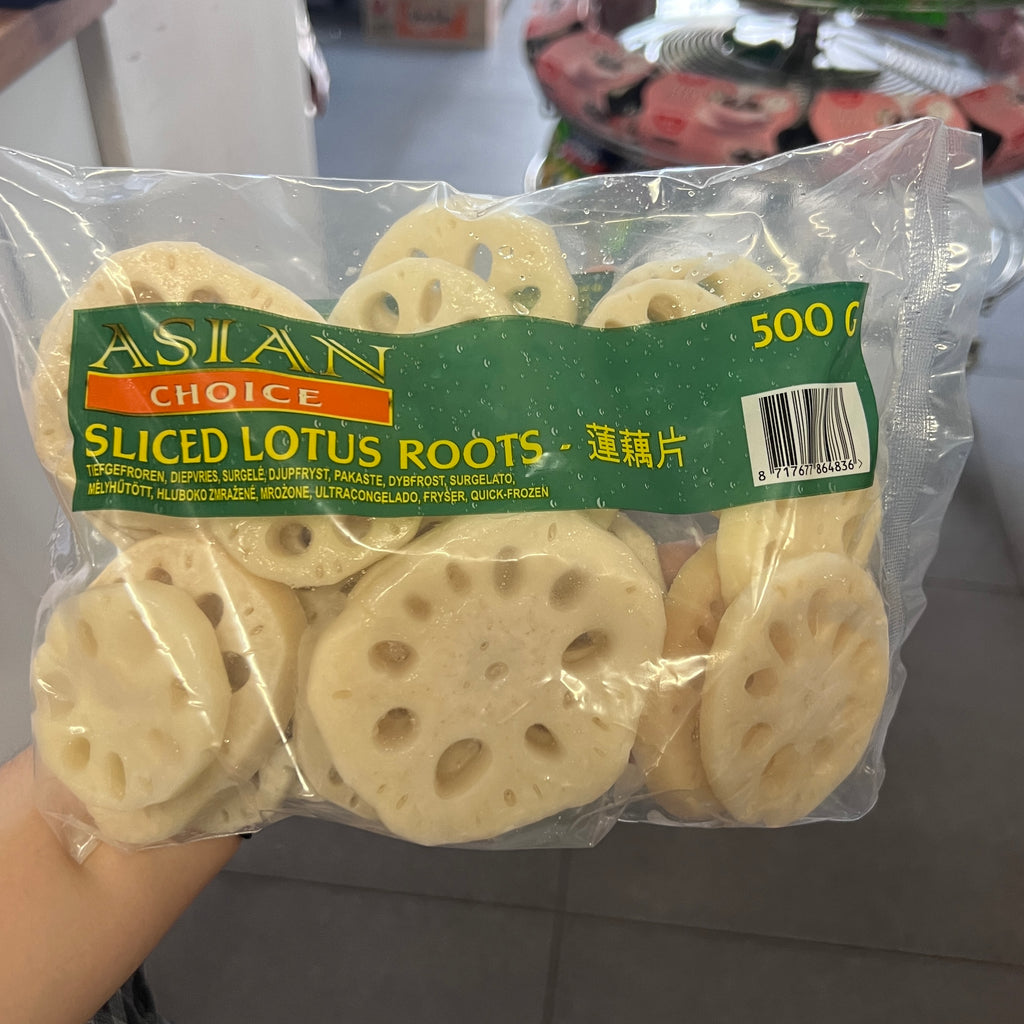 ASIAN
CHOICE
500 G
SLICED LOTUS ROOTS - 蓮藕片
TIEFGEFROREN, DIEPVRIES, SURGELÉ, DJUPFRYST, PAKASTE, DYBFROST, SURGELATO,
MÉLYHŰTÖTT, HLUBOKO ZMRAŽENÉ, MROŻONE, ULTRACONGELADO, FRYSER, QUICK-FROZEN
8 717677 864836 >